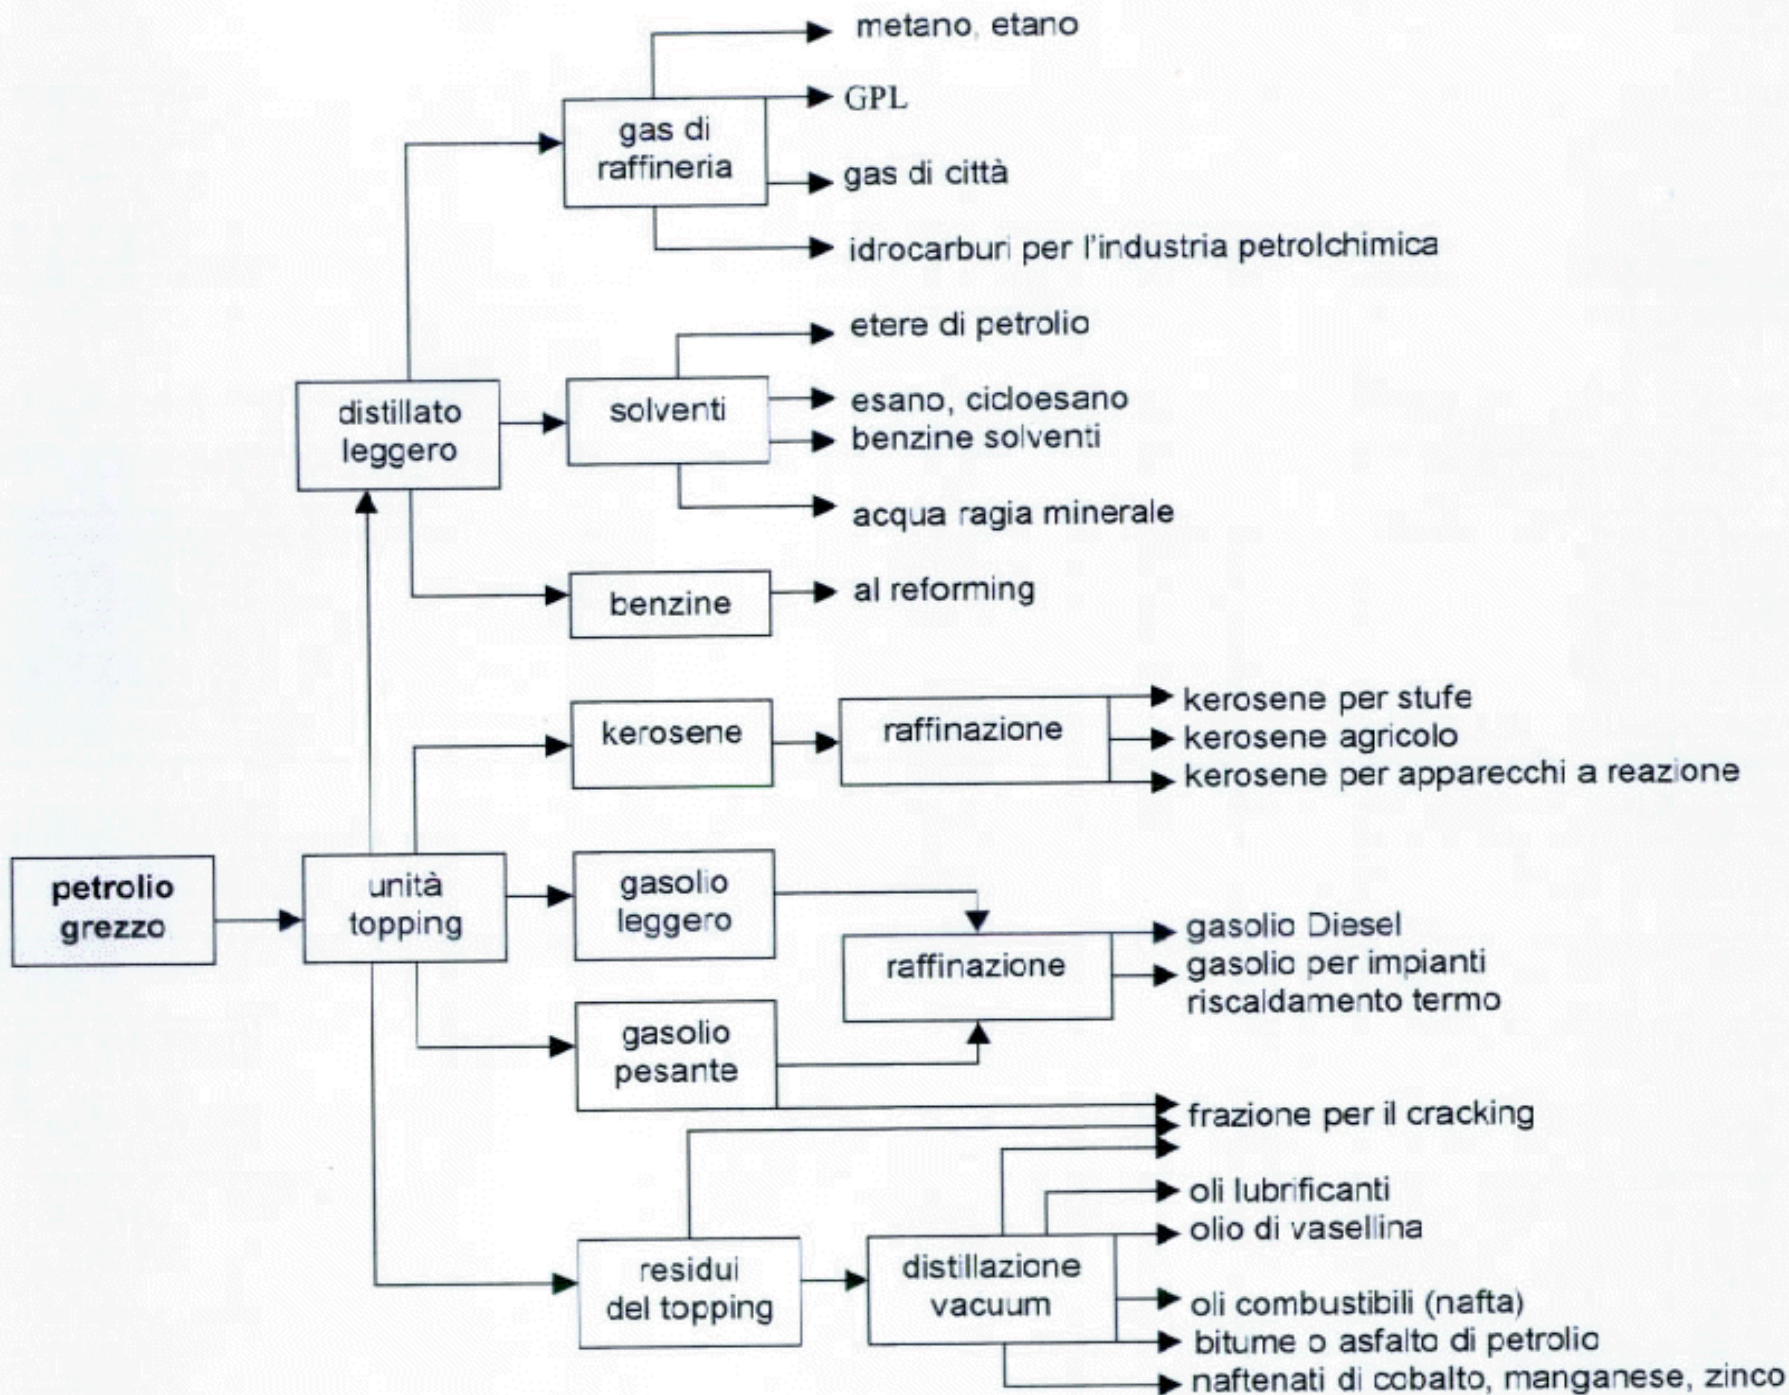 metano, etano
GPL
gas di
raffineria
gas di città
idrocarburi per l'industria petrolchimica
etere di petrolio
distillato
leggero
solventi
esano, cicloesano
benzine solventi
acqua ragia minerale
benzine
al reforming
kerosene
raffinazione
kerosene per stufe
kerosene agricolo
kerosene per apparecchi a reazione
petrolio
grezzo
unità
topping
gasolio
leggero
raffinazione
gasolio Diesel
gasolio per impianti
riscaldamento termo
gasolio
pesante
frazione per il cracking
oli lubrificanti
olio di vasellina
residui
del topping
distillazione
vacuum
oli combustibili (nafta)
bitume o asfalto di petrolio
naftenati di cobalto, manganese, zinco